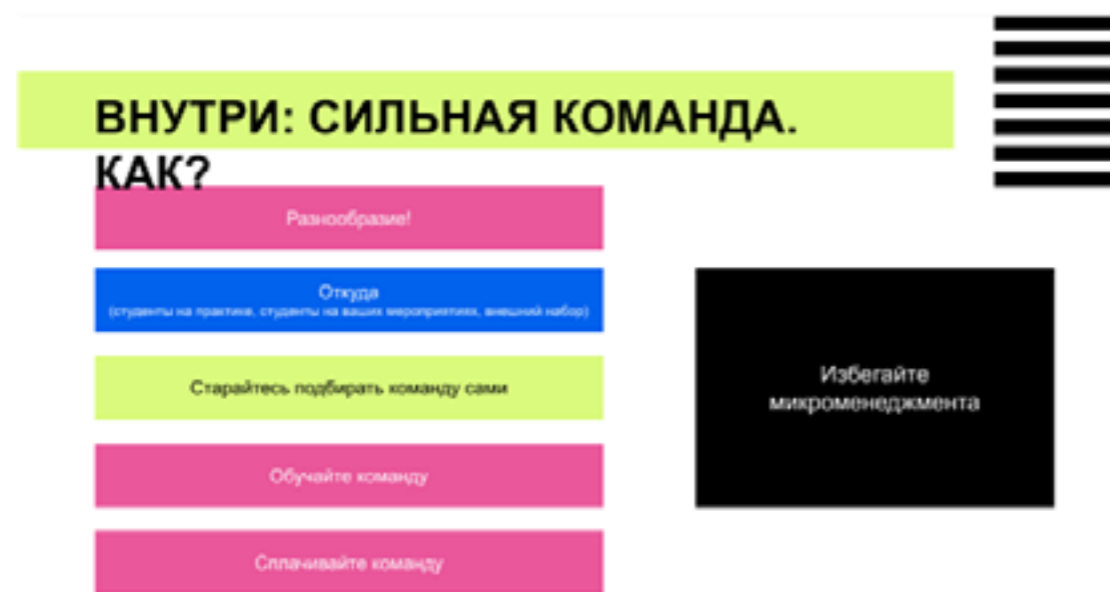 ВНУТРИ: СИЛЬНАЯ КОМАНДА.
КАК?
Разнообразие!
Откуда
(студенты на практике, студенты на ваших мероприятиях, внешний набор)
Старайтесь подбирать команду сами
Обучайте команду
Сплачивайте команду
Избегайте
микроменеджмента